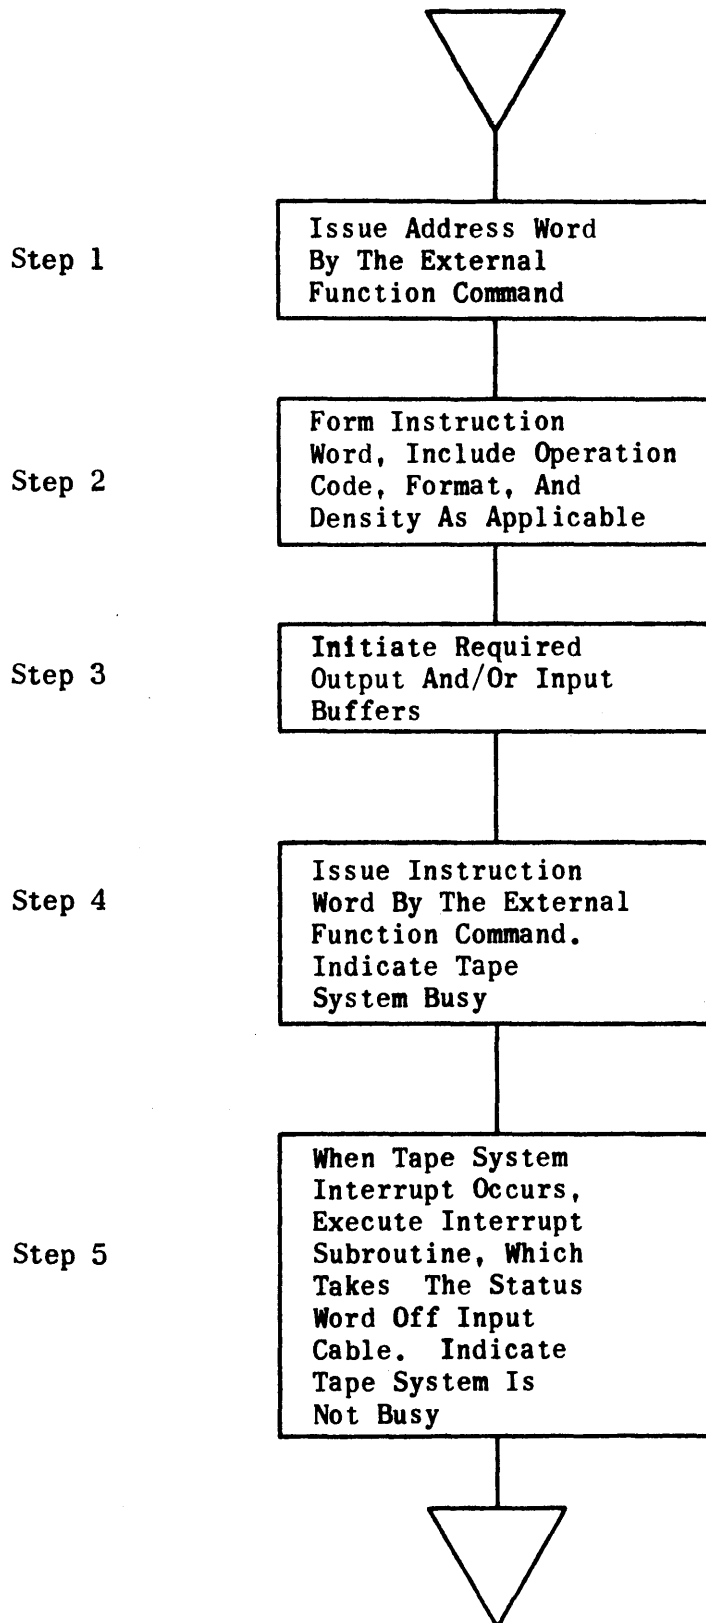 Step 1
Issue Address Word
By The External
Function Command
Step 2
Form Instruction
Word, Include Operation
Code, Format, And
Density As Applicable
Step 3
Initiate Required
Output And/Or Input
Buffers
Step 4
Issue Instruction
Word By The External
Function Command.
Indicate Tape
System Busy
Step 5
When Tape System
Interrupt Occurs,
Execute Interrupt
Subroutine, Which
Takes The Status
Word Off Input
Cable. Indicate
Tape System Is
Not Busy